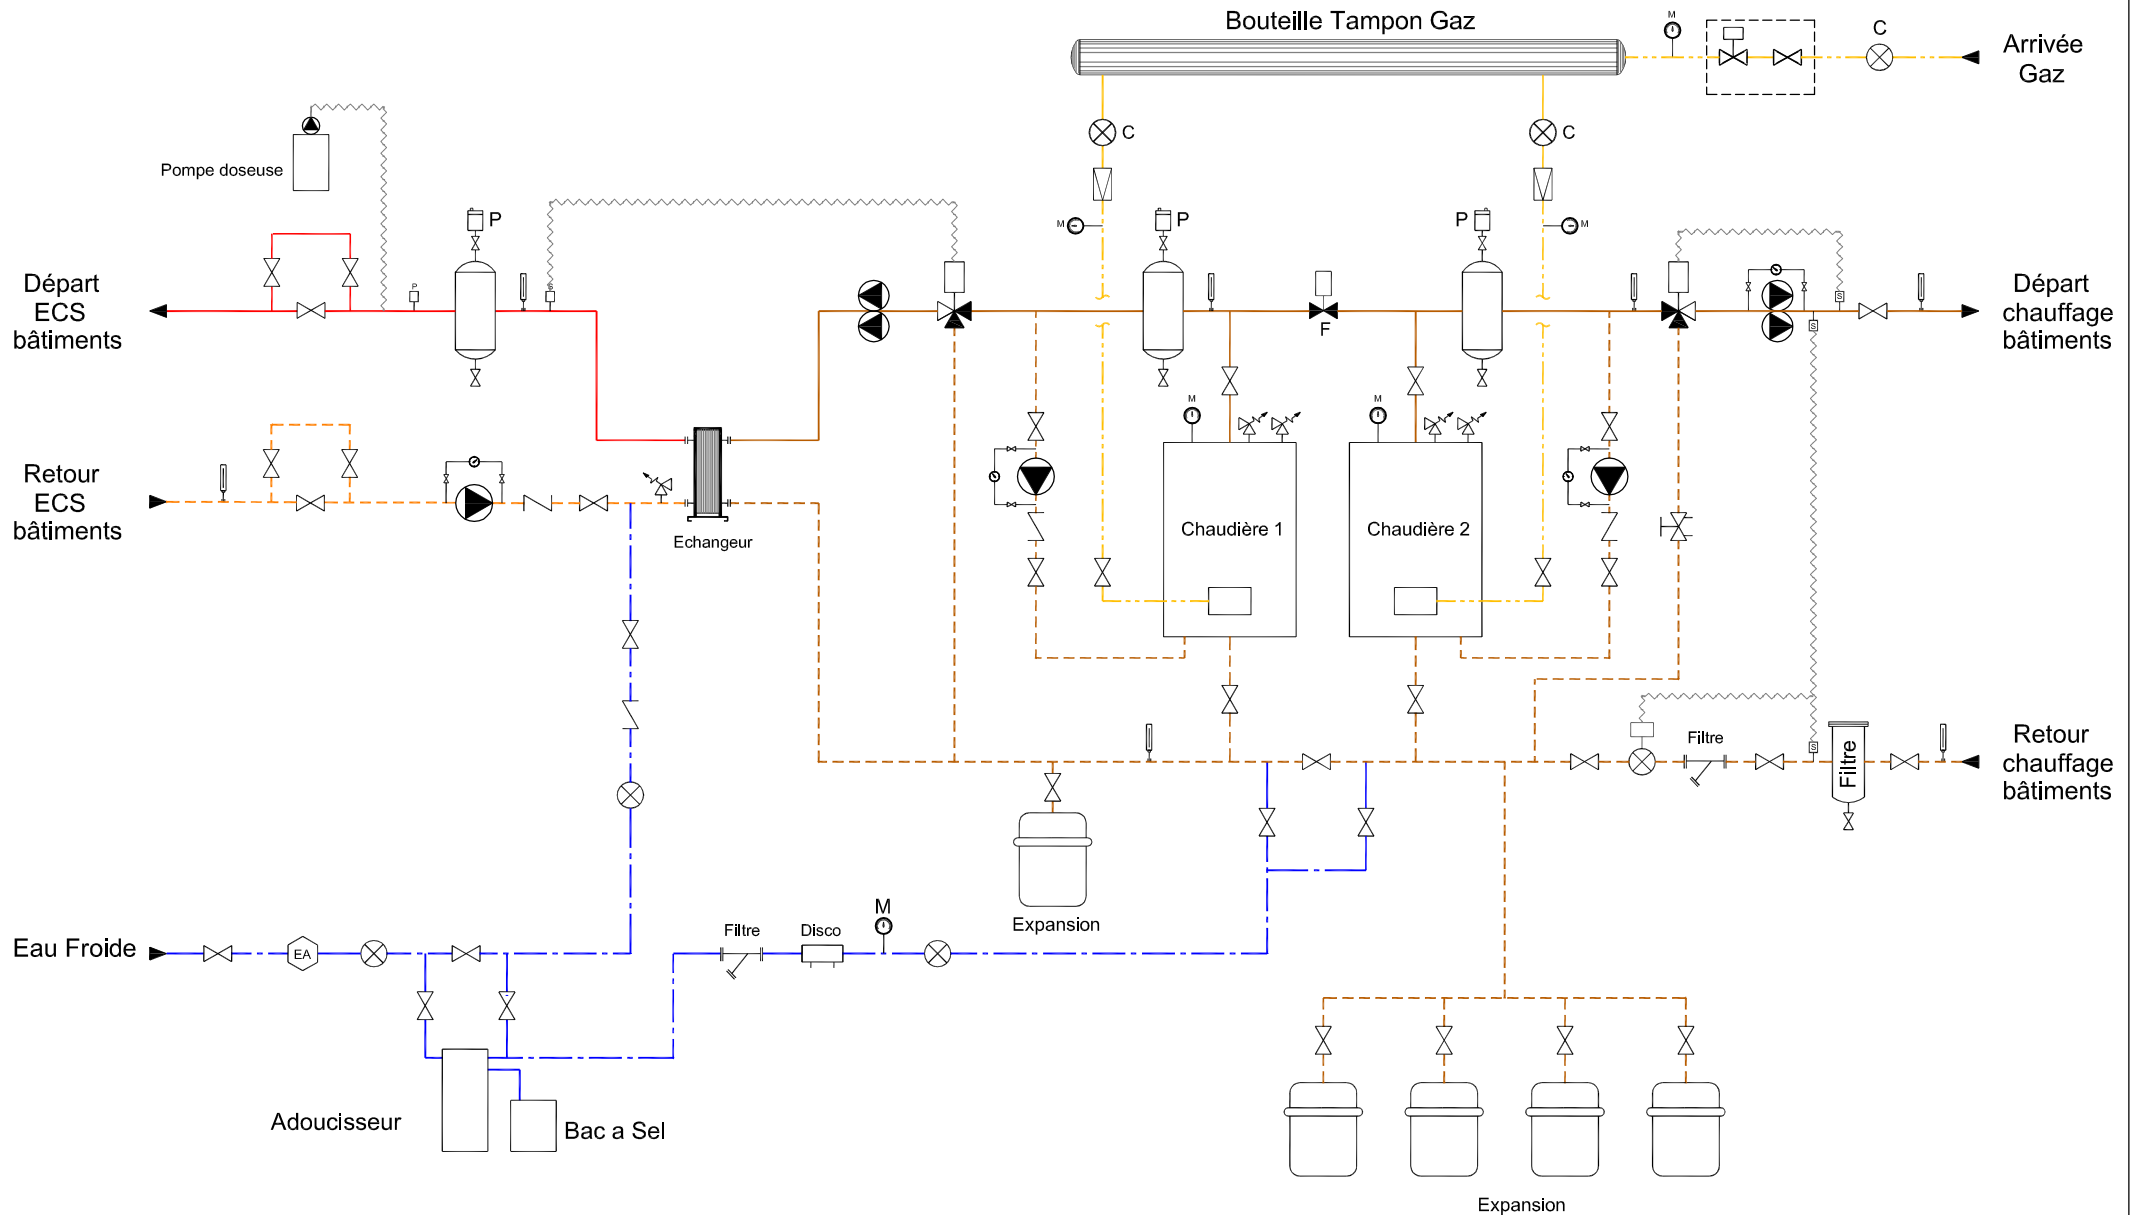 Bouteille Tampon Gaz
M
C
Arrivée
Gaz
C
C
Pompe doseuse
P
M
P
M
P
Départ
ECS
bâtiments
P
S
F
S
S
Départ
chauffage
bâtiments
M
M
Retour
ECS
bâtiments
Echangeur
Chaudière 1
Chaudière 2
Filtre
S
Filtre
Retour
chauffage
bâtiments
Eau Froide
EA
Filtre
Disco
M
Expansion
Adoucisseur
Bac a Sel
Expansion